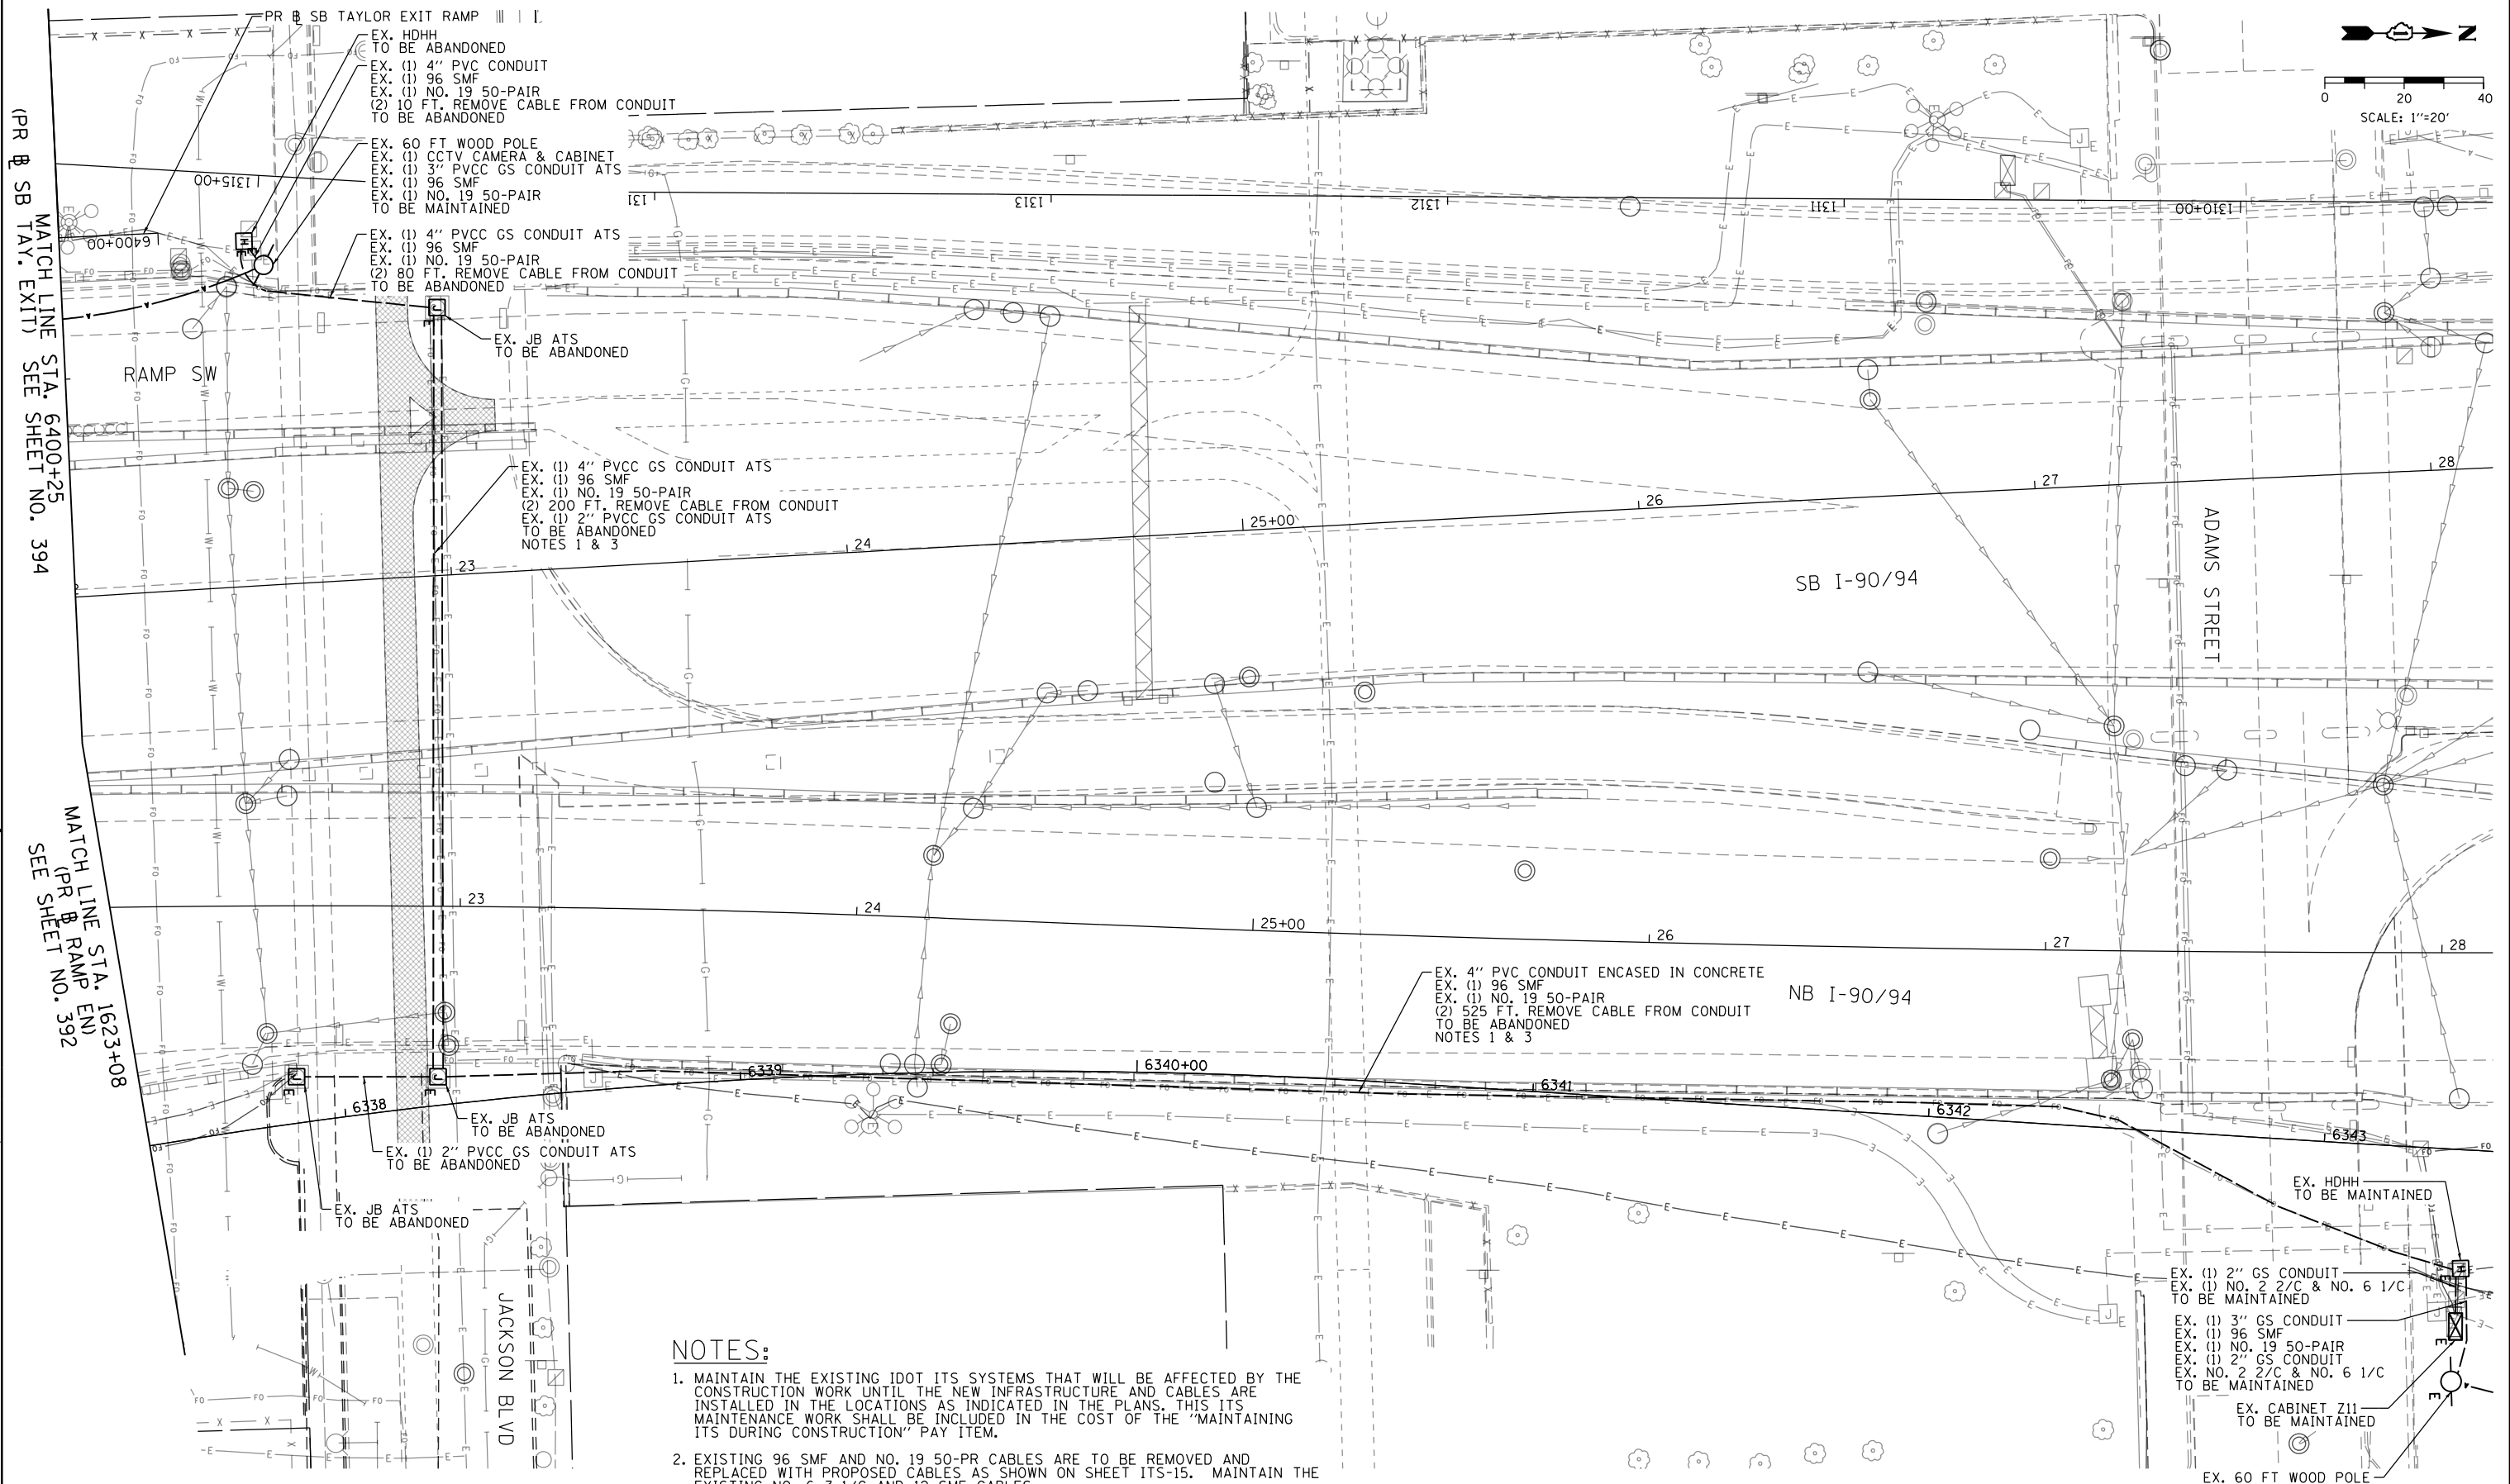 PR B SB TAYLOR EXIT RAMP
EX. HDHH
TO BE ABANDONED
EX. (1) 4" PVC CONDUIT
EX. (1) 96 SMF
EX. (1) NO. 19 50-PAIR
(2) 10 FT. REMOVE CABLE FROM CONDUIT
TO BE ABANDONED
EX. 60 FT WOOD POLE
EX. (1) CCTV CAMERA & CABINET
EX. (1) 3" PVCC GS CONDUIT ATS
EX. (1) 96 SMF
EX. (1) NO. 19 50-PAIR
TO BE MAINTAINED
EX. (1) 4" PVCC GS CONDUIT ATS
EX. (1) 96 SMF
EX. (1) NO. 19 50-PAIR
(2) 80 FT. REMOVE CABLE FROM CONDUIT
TO BE ABANDONED
N
0 20 40
SCALE: 1"=20'
1315+00
131
1313
1312
1311
1310+00
6400+00
MATCH LINE STA. 6400+25
(PR B SB TAY. EXIT) SEE SHEET NO. 394
RAMP SW
EX. JB ATS
TO BE ABANDONED
EX. (1) 4" PVCC GS CONDUIT ATS
EX. (1) 96 SMF
EX. (1) NO. 19 50-PAIR
(2) 200 FT. REMOVE CABLE FROM CONDUIT
EX. (1) 2" PVCC GS CONDUIT ATS
TO BE ABANDONED
NOTES 1 & 3
23
24
25+00
26
27
28
SB I-90/94
ADAMS STREET
MATCH LINE STA. 1623+08
(PR B RAMP EN)
SEE SHEET NO. 392
23
24
25+00
26
27
28
NB I-90/94
EX. 4" PVC CONDUIT ENCASED IN CONCRETE
EX. (1) 96 SMF
EX. (1) NO. 19 50-PAIR
(2) 525 FT. REMOVE CABLE FROM CONDUIT
TO BE ABANDONED
NOTES 1 & 3
6338
6339
6340+00
6341
6342
6343
EX. JB ATS
TO BE ABANDONED
EX. (1) 2" PVCC GS CONDUIT ATS
TO BE ABANDONED
EX. JB ATS
TO BE ABANDONED
JACKSON BLVD
EX. HDHH
TO BE MAINTAINED
EX. (1) 2" GS CONDUIT
EX. (1) NO. 2 2/C & NO. 6 1/C
TO BE MAINTAINED
EX. (1) 3" GS CONDUIT
EX. (1) 96 SMF
EX. (1) NO. 19 50-PAIR
EX. (1) 2" GS CONDUIT
EX. NO. 2 2/C & NO. 6 1/C
TO BE MAINTAINED
EX. CABINET Z11
TO BE MAINTAINED
EX. 60 FT WOOD POLE
NOTES:
1. MAINTAIN THE EXISTING IDOT ITS SYSTEMS THAT WILL BE AFFECTED BY THE
CONSTRUCTION WORK UNTIL THE NEW INFRASTRUCTURE AND CABLES ARE
INSTALLED IN THE LOCATIONS AS INDICATED IN THE PLANS. THIS ITS
MAINTENANCE WORK SHALL BE INCLUDED IN THE COST OF THE "MAINTAINING
ITS DURING CONSTRUCTION" PAY ITEM.
2. EXISTING 96 SMF AND NO. 19 50-PR CABLES ARE TO BE REMOVED AND
REPLACED WITH PROPOSED CABLES AS SHOWN ON SHEET ITS-15. MAINTAIN THE